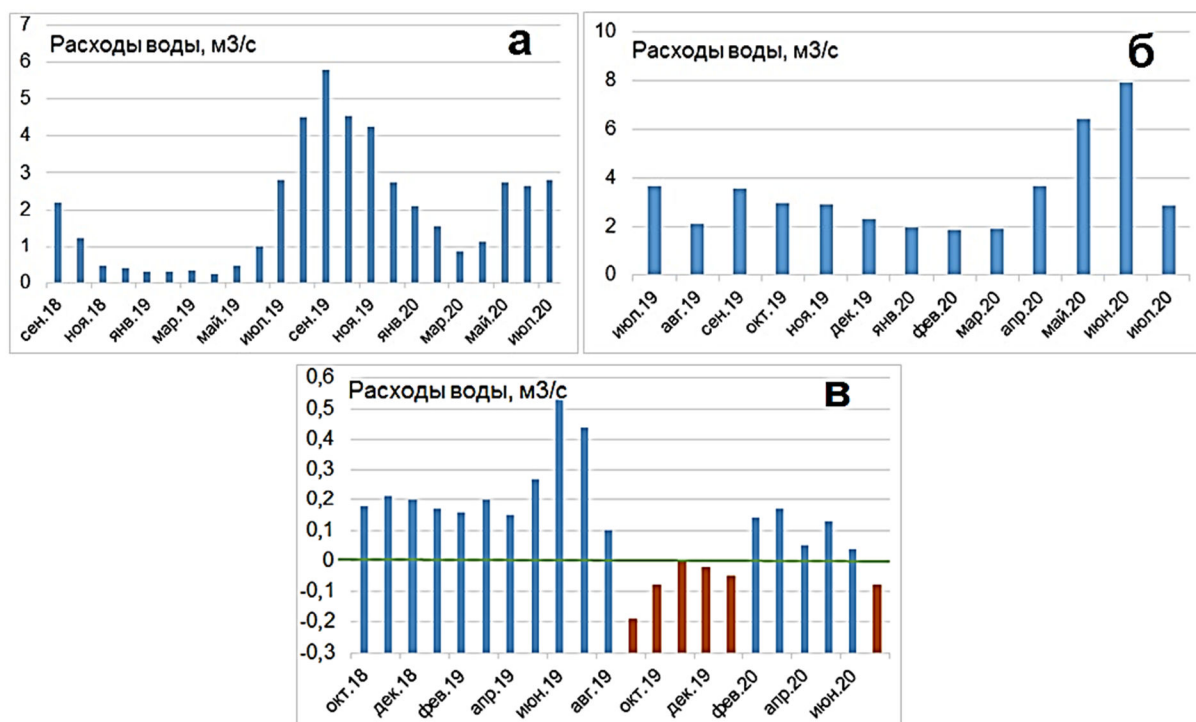 7
Расходы воды, м3/с
а
6
5
4
3
2
1
0
сен.18
ноя.18
янв.19
мар.19
май.19
июл.19
сен.19
ноя.19
янв.20
мар.20
май.20
июл.20
10
Расходы воды, м3/с
б
8
6
4
2
0
июл.19
авг.19
сен.19
окт.19
ноя.19
дек.19
янв.20
фев.20
мар.20
апр.20
май.20
июн.20
июл.20
0,6
Расходы воды, м3/с
в
0,5
0,4
0,3
0,2
0,1
0
-0,1
-0,2
-0,3
окт.18
дек.18
фев.19
апр.19
июн.19
авг.19
окт.19
дек.19
фев.20
апр.20
июн.20